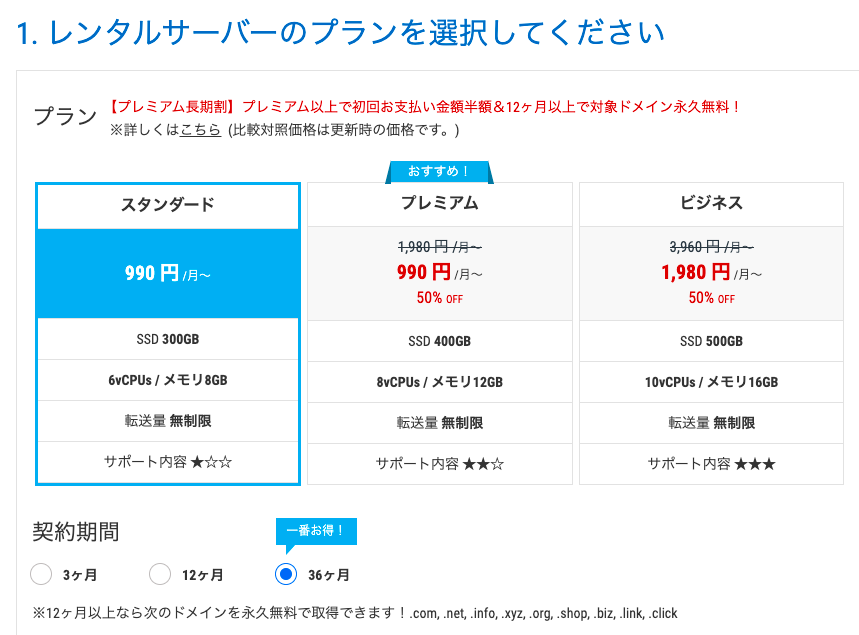 1. レンタルサーバーのプランを選択してください
プラン
【プレミアム長期割】プレミアム以上で初回お支払い金額半額＆12ヶ月以上で対象ドメイン永久無料！
※詳しくはこちら (比較対照価格は更新時の価格です。)
スタンダード
990 円 /月～
SSD 300GB
6vCPUs / メモリ8GB
転送量 無制限
サポート内容 ★☆☆
おすすめ！
プレミアム
1,980 円 /月～
990 円 /月～
50% OFF
SSD 400GB
8vCPUs / メモリ12GB
転送量 無制限
サポート内容 ★★☆
ビジネス
3,960 円 /月～
1,980 円 /月～
50% OFF
SSD 500GB
10vCPUs / メモリ16GB
転送量 無制限
サポート内容 ★★★
契約期間
一番お得！
3ヶ月
12ヶ月
36ヶ月
※12ヶ月以上なら次のドメインを永久無料で取得できます！.com, .net, .info, .xyz, .org, .shop, .biz, .link, .click